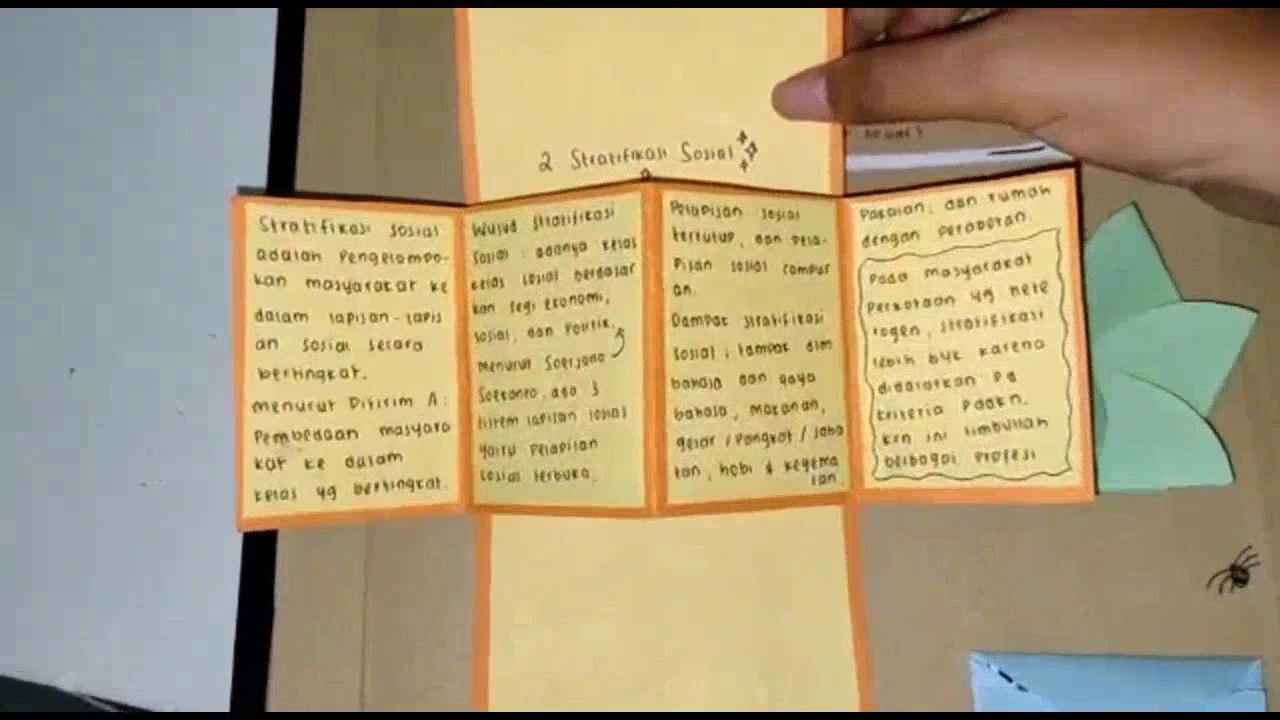 2 Stratifikasi Sosial
Stratifikasi sosial
adalah Pengelompo-
kan masyarakat ke
dalam lapisan-lapis
an sosial secara
bertingkat.
menurut Pitirim A:
Pembedaan masyara
kat ke dalam
kelas yg bertingkat.
Wujud stratifikasi
sosial : adanya kelas
kelas sosial berdasar
kan segi Ekonomi,
sosial, dan Politik.
menurut Soerjono
Soekanto, ada 3
sistem lapisan sosial
yaitu Pelapisan
sosial terbuka.
Pelapisan sosial
tertutup, dan pela-
Pisan sosial campur
an.
Dampak stratifikasi
sosial : tampak dlm
bahasa dan gaya
bahasa, makanan,
gelar / Pangkat / Jaba
tan, hobi & kegema
ran.
Pakaian, dan rumah
dengan perabotan.
Pada masyarakat
Perkotaan yg hete
rogen, stratifikasi
lebih byk karena
didasarkan Pd
kriteria
krn ini timbullah
berbagai profesi